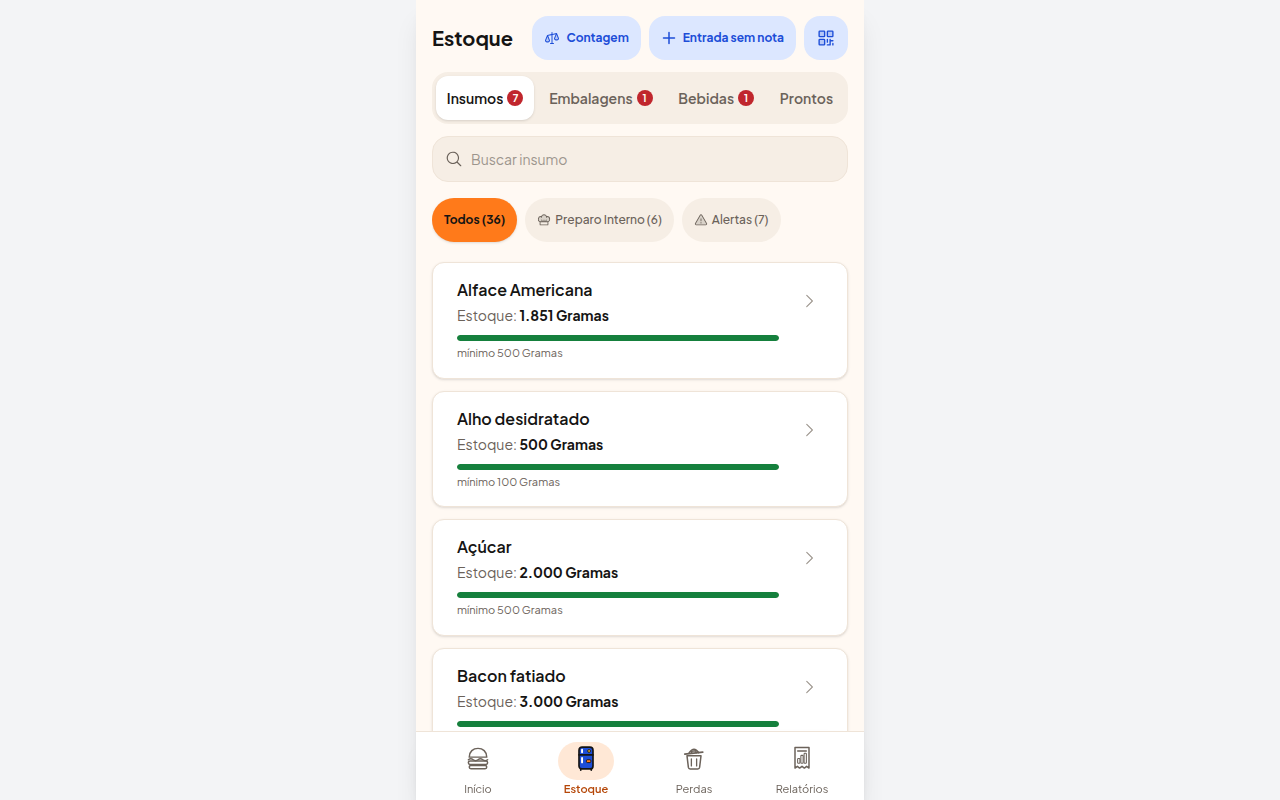 Estoque
Contagem
Entrada sem nota
Insumos 7
Embalagens 1
Bebidas 1
Prontos
Buscar insumo
Todos (36)
Preparo Interno (6)
Alertas (7)
Alface Americana
Estoque: 1.851 Gramas
mínimo 500 Gramas
Alho desidratado
Estoque: 500 Gramas
mínimo 100 Gramas
Açúcar
Estoque: 2.000 Gramas
mínimo 500 Gramas
Bacon fatiado
Estoque: 3.000 Gramas
Início
Estoque
Perdas
Relatórios